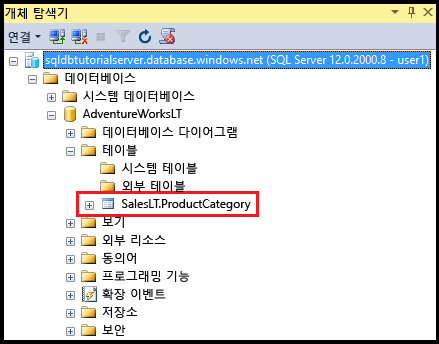 개체 탐색기
연결
sqldbtutorialserver.database.windows.net (SQL Server 12.0.2000.8 - user1)
데이터베이스
시스템 데이터베이스
AdventureWorksLT
데이터베이스 다이어그램
테이블
시스템 테이블
외부 테이블
SalesLT.ProductCategory
보기
외부 리소스
동의어
프로그래밍 기능
확장 이벤트
저장소
보안